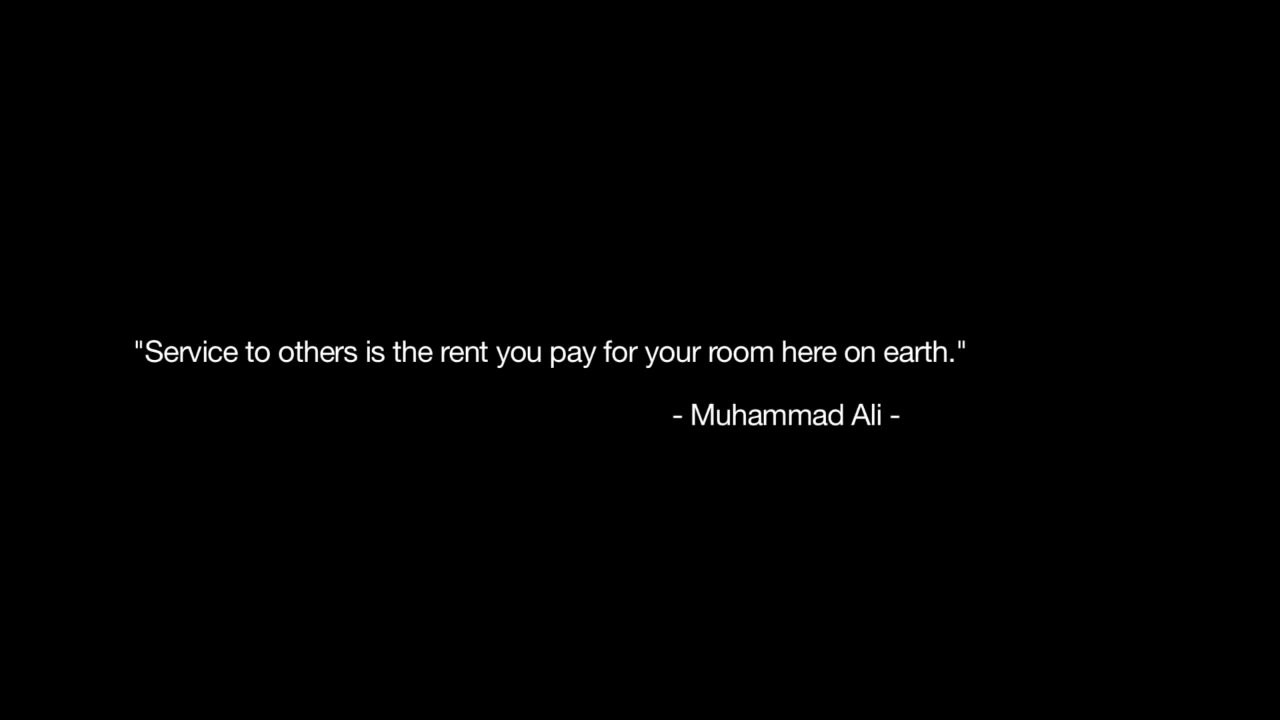 "Service to others is the rent you pay for your room here on earth."
- Muhammad Ali -